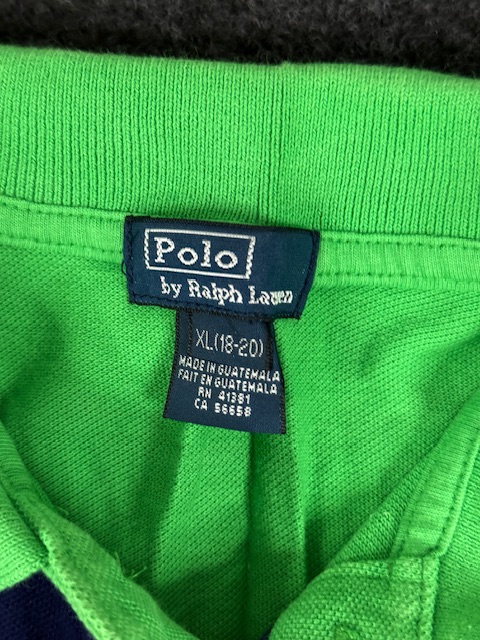 Polo
by Ralph Lauren
XL(18-20)
MADE IN GUATEMALA
FAIT EN GUATEMALA
RN 41381
CA 56658